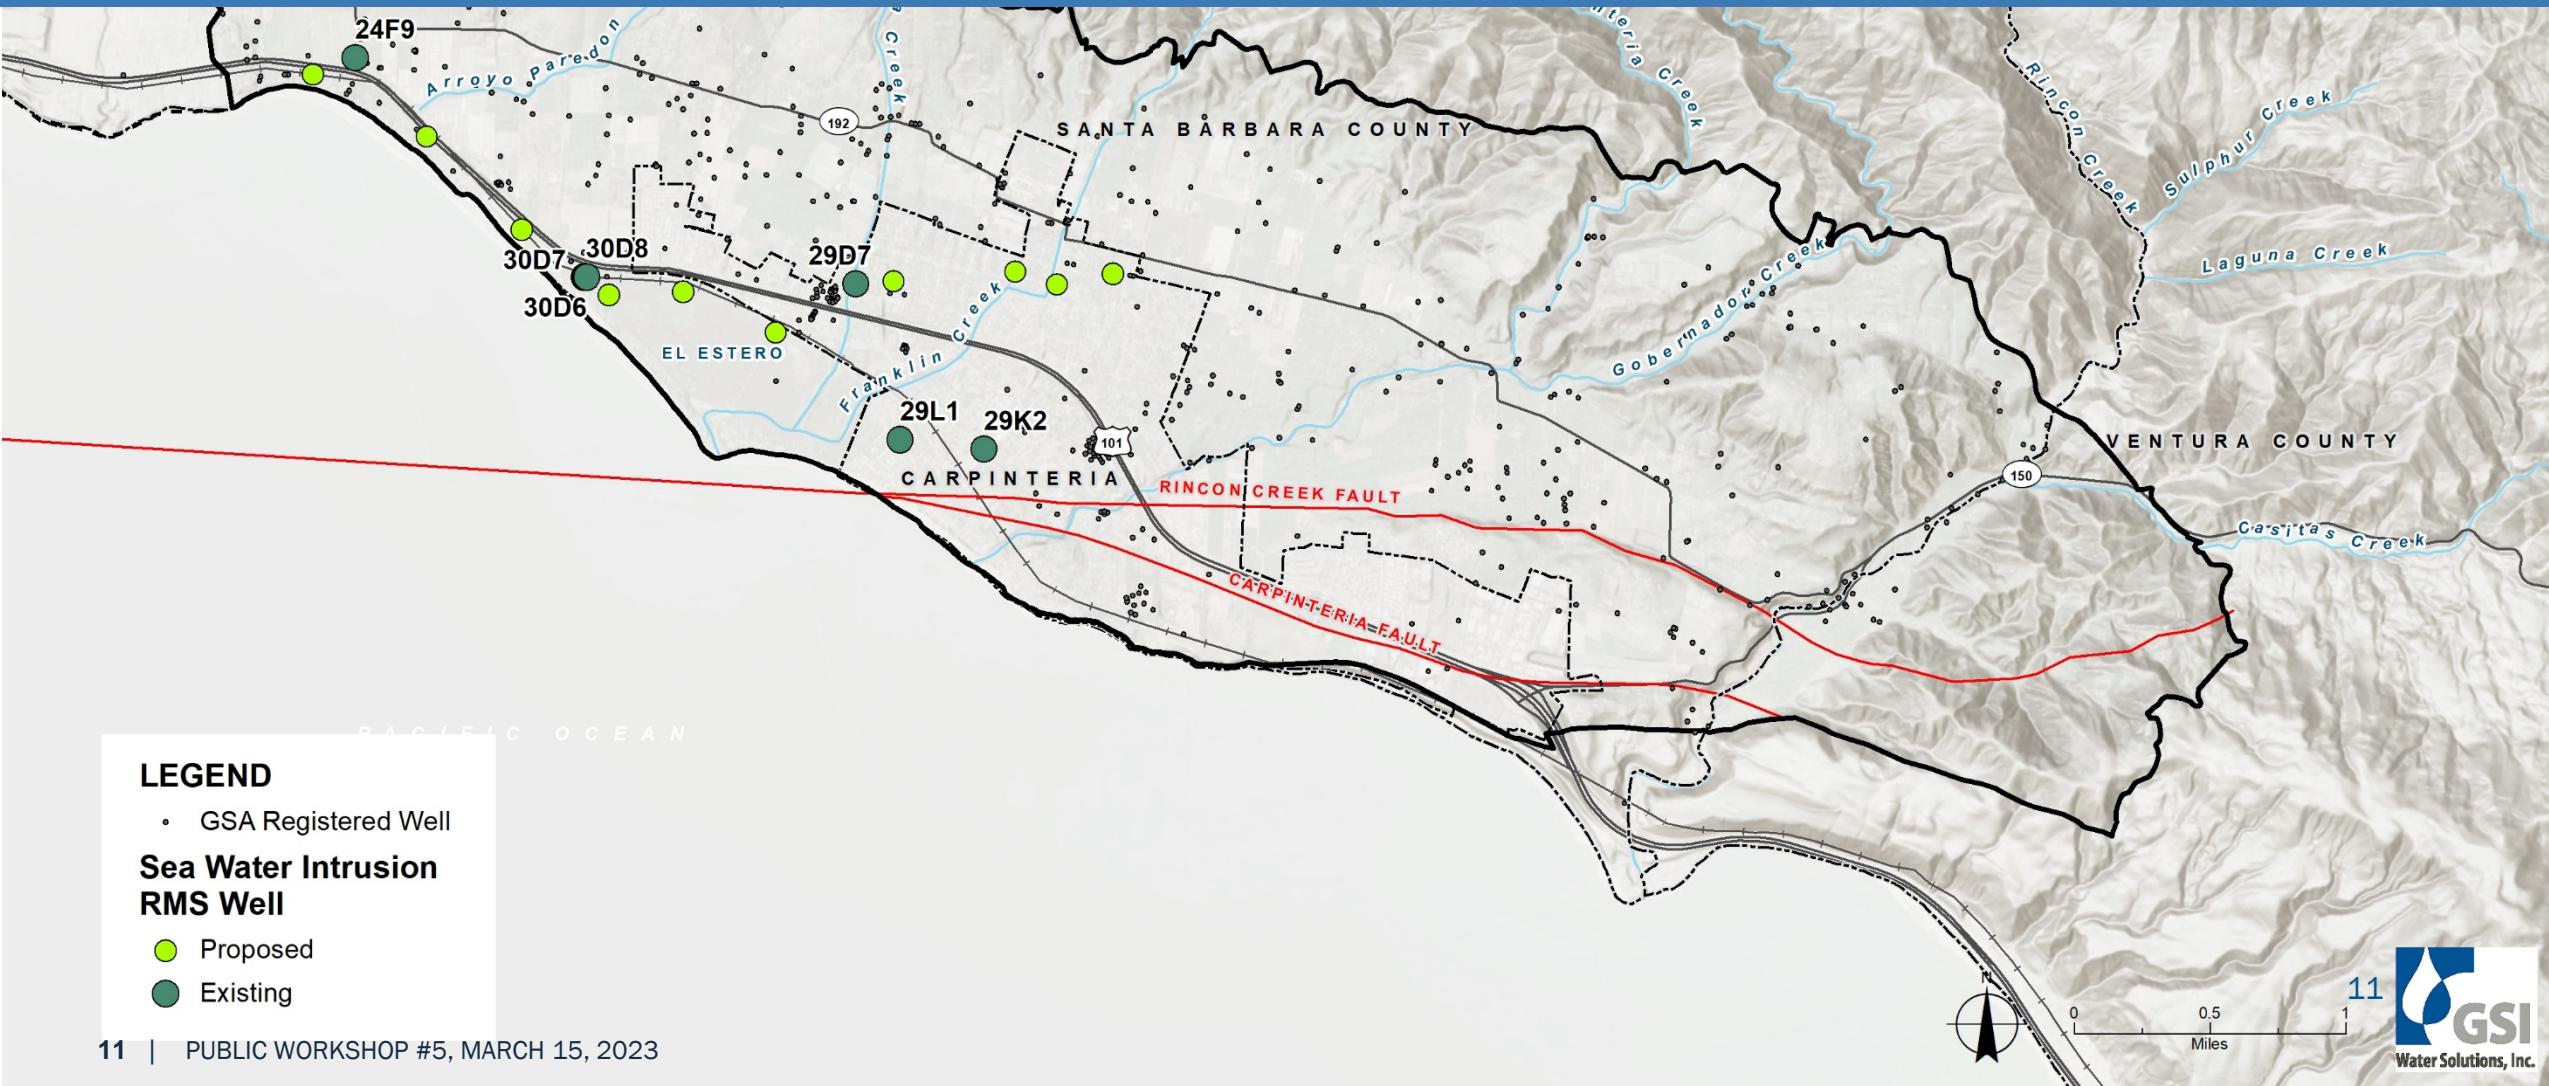 24F9
Arroyo Paredon
Creek
192
SANTA BARBARA COUNTY
Creek
Rincon Creek
Sulphur Creek
Laguna Creek
Gobernador Creek
30D7
30D8
30D6
29D7
Franklin Creek
EL ESTERO
29L1
29K2
101
CARPINTERIA
RINCON CREEK FAULT
CARPINTERIA FAULT
VENTURA COUNTY
150
Casitas Creek
PACIFIC OCEAN
LEGEND
GSA Registered Well
Sea Water Intrusion
RMS Well
Proposed
Existing
N
0 0.5 1
Miles
11
GSI
Water Solutions, Inc.
11 | PUBLIC WORKSHOP #5, MARCH 15, 2023